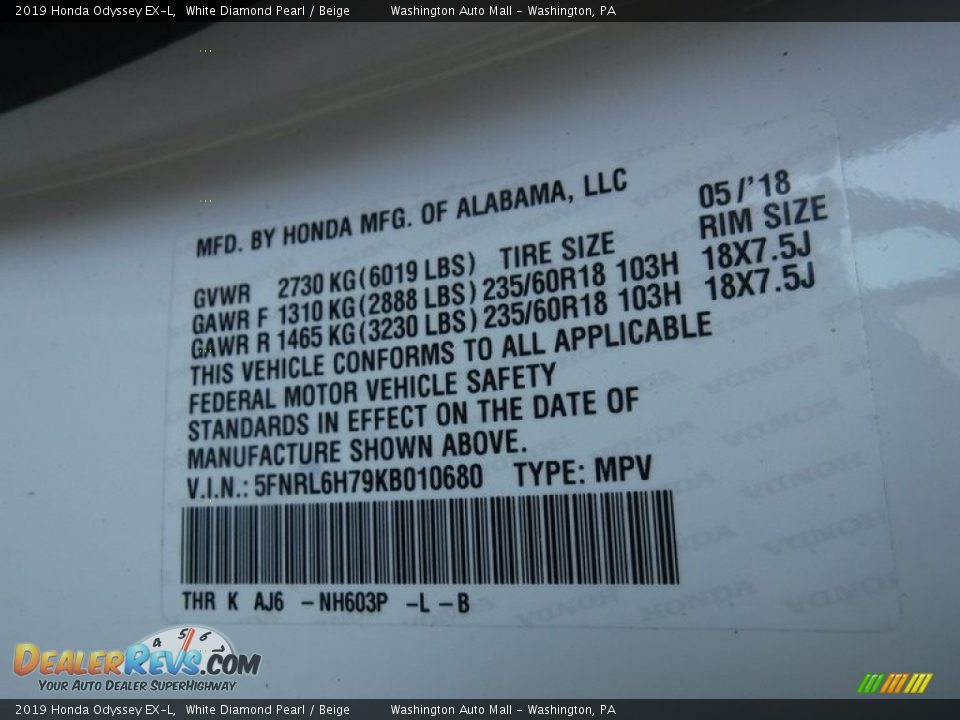 2019 Honda Odyssey EX-L, White Diamond Pearl / Beige Washington Auto Mall - Washington, PA
MFD. BY HONDA MFG. OF ALABAMA, LLC 05/'18
GVWR 2730 KG (6019 LBS) TIRE SIZE RIM SIZE
GAWR F 1310 KG (2888 LBS) 235/60R18 103H 18X7.5J
GAWR R 1465 KG (3230 LBS) 235/60R18 103H 18X7.5J
THIS VEHICLE CONFORMS TO ALL APPLICABLE
FEDERAL MOTOR VEHICLE SAFETY
STANDARDS IN EFFECT ON THE DATE OF
MANUFACTURE SHOWN ABOVE.
V.I.N.: 5FNRL6H79KB010680 TYPE: MPV
THR K AJ6 -NH603P -L -B
4 5 6
DEALERREVS.COM
YOUR AUTO DEALER SUPERHIGHWAY
2019 Honda Odyssey EX-L, White Diamond Pearl / Beige Washington Auto Mall - Washington, PA